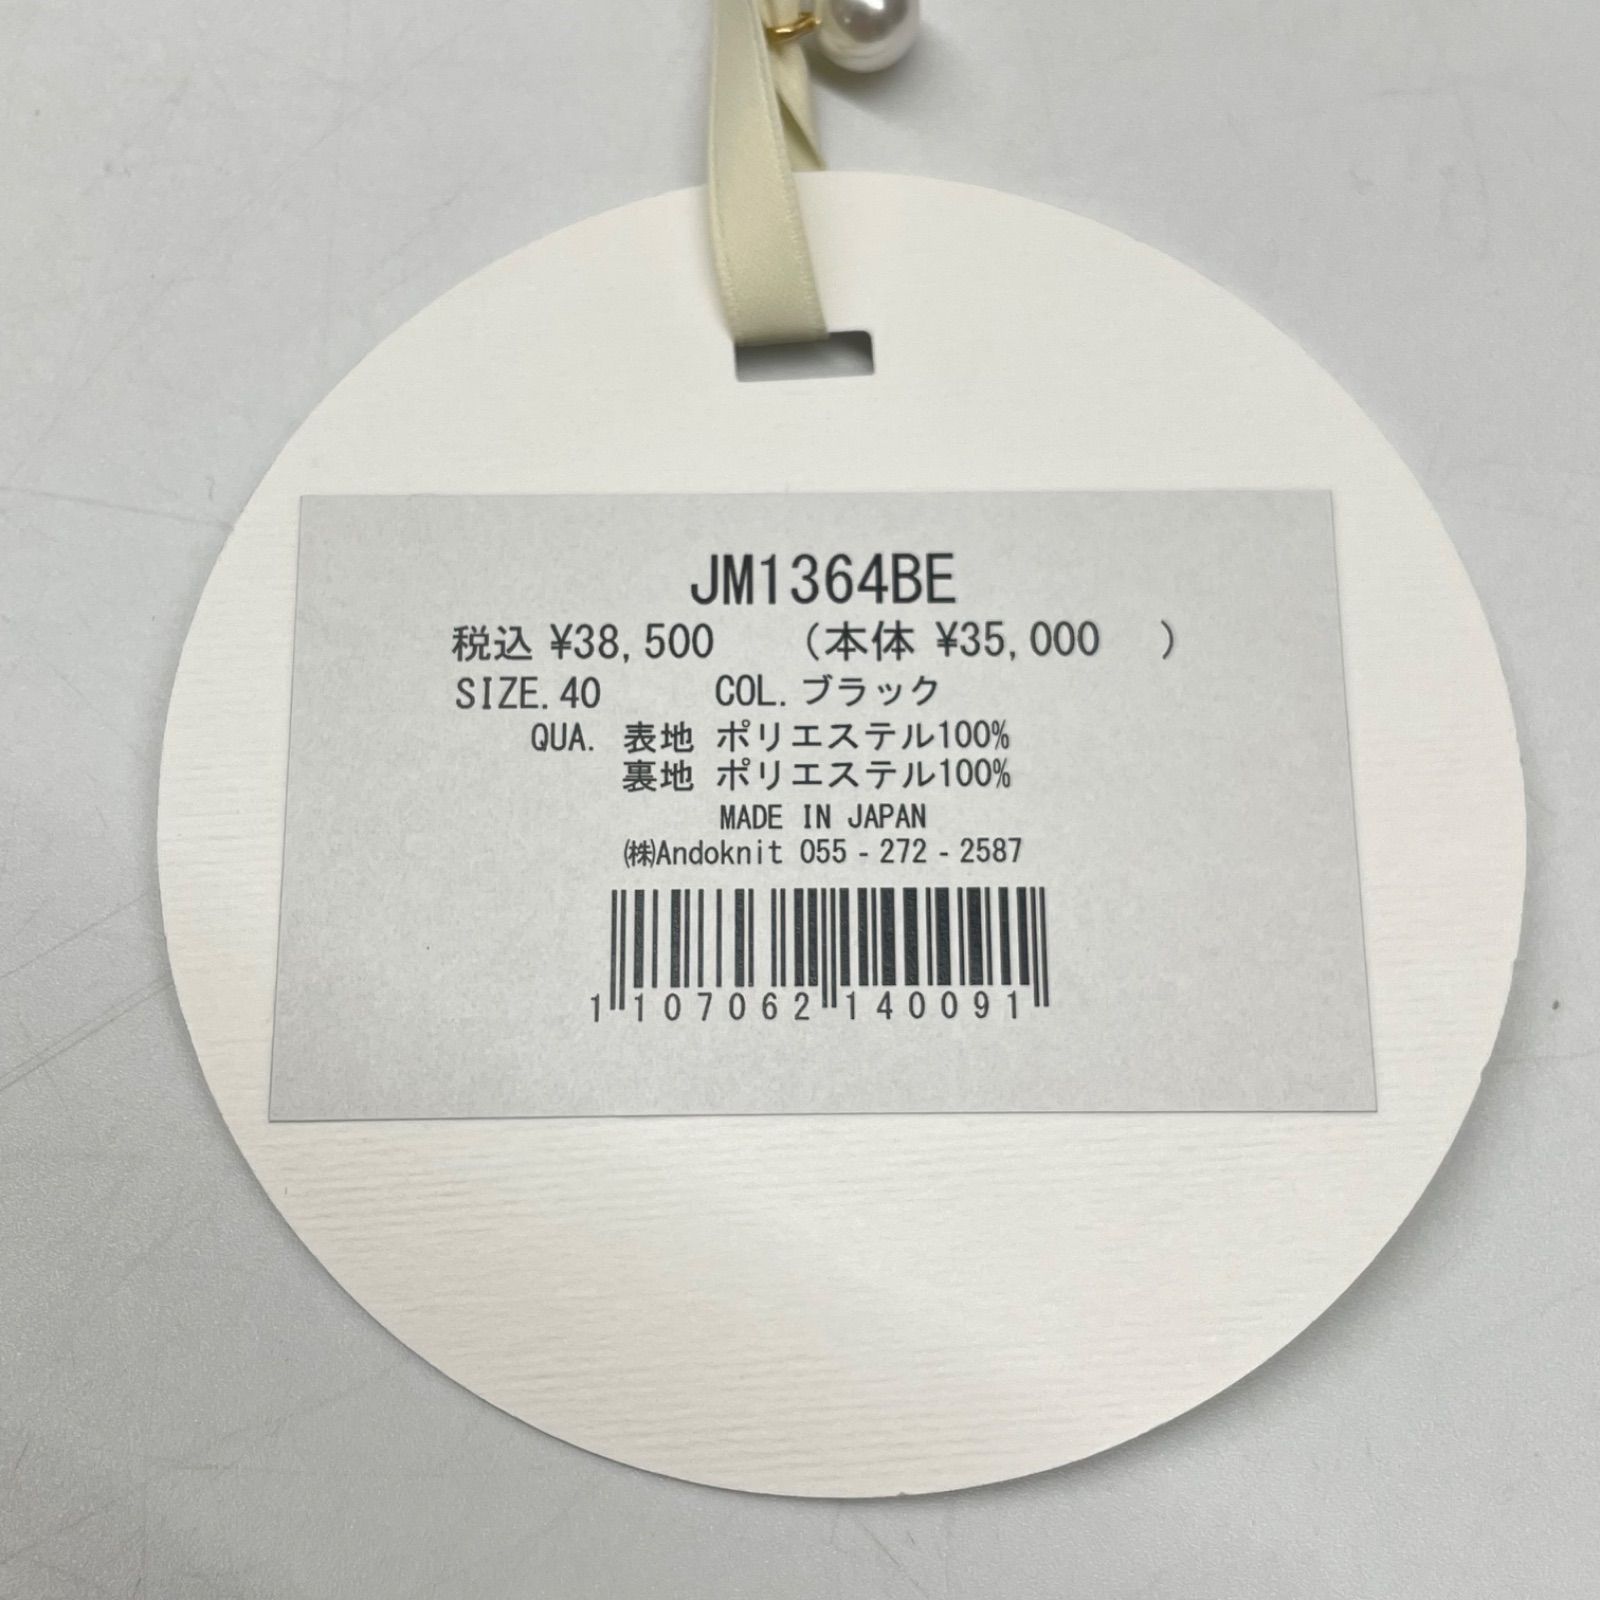 JM1364BE
税込 ¥38,500 (本体 ¥35,000 )
SIZE.40 COL.ブラック
QUA. 表地 ポリエステル100%
裏地 ポリエステル100%
MADE IN JAPAN
㈱Andoknit 055-272-2587
1 107062 140091